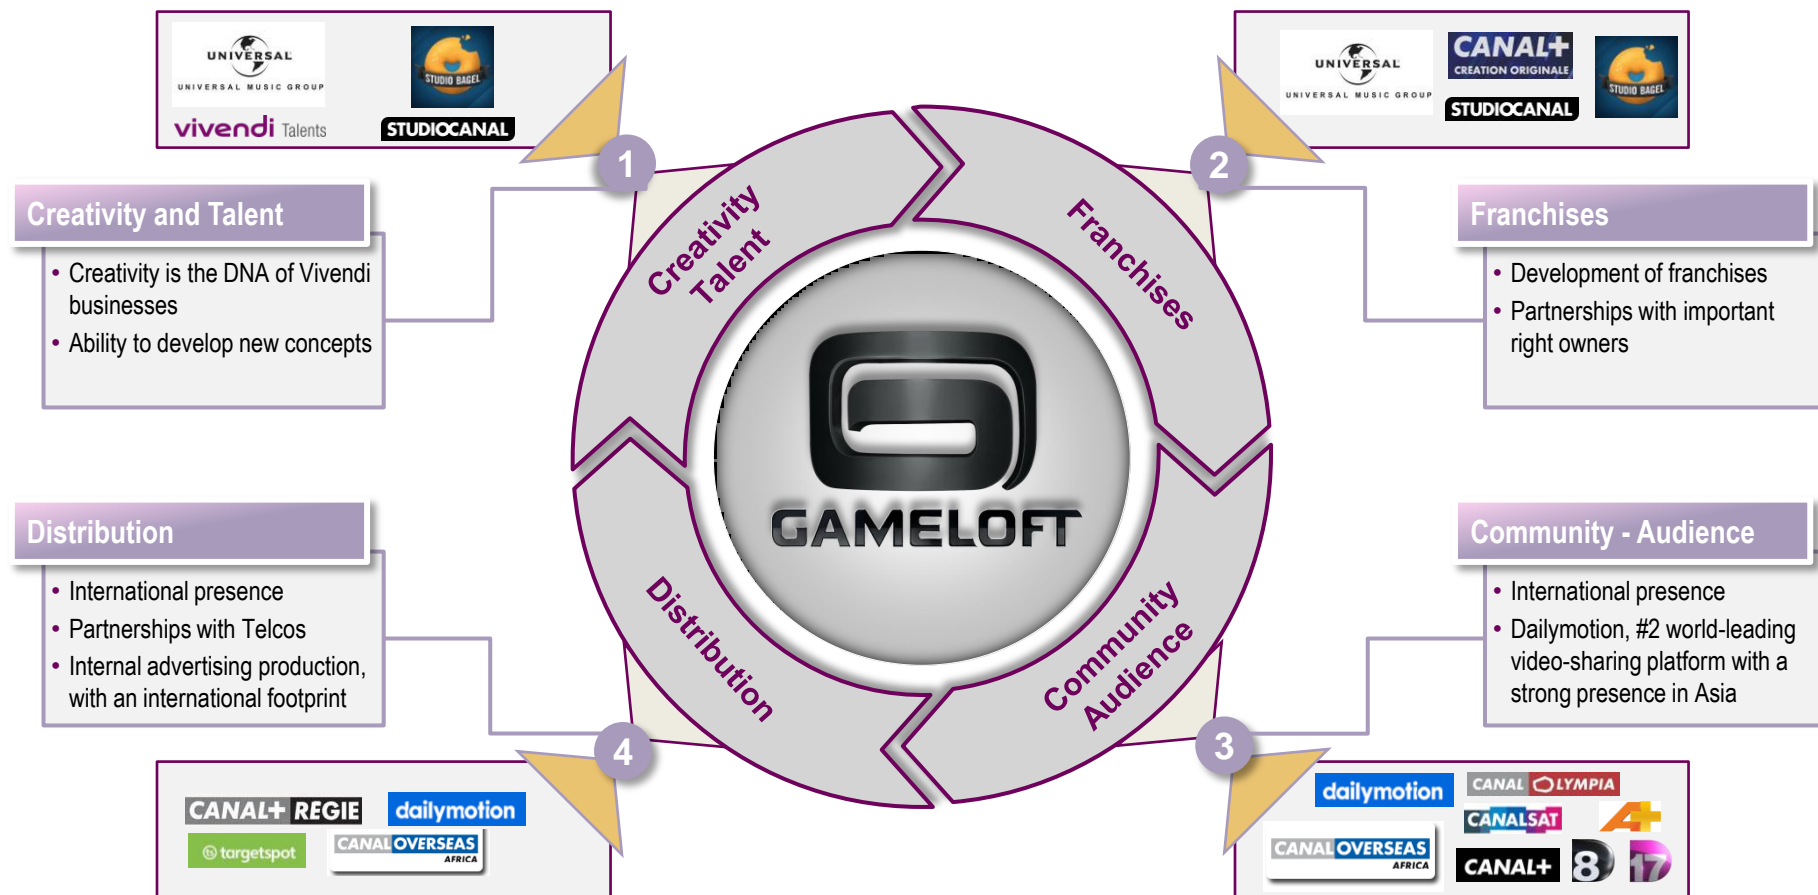 UNIVERSAL
UNIVERSAL MUSIC GROUP
STUDIO BAGEL
vivendi Talents
STUDIOCANAL
1
Creativity and Talent
• Creativity is the DNA of Vivendi
businesses
• Ability to develop new concepts
UNIVERSAL
UNIVERSAL MUSIC GROUP
CANAL+
CREATION ORIGINALE
STUDIOCANAL
STUDIO BAGEL
2
Franchises
• Development of franchises
• Partnerships with important
right owners
Creativity
Talent
Franchises
GAMELOFT
Community
Audience
Distribution
Distribution
• International presence
• Partnerships with Telcos
• Internal advertising production,
with an international footprint
4
CANAL+ REGIE
dailymotion
targetspot
CANAL OVERSEAS
AFRICA
Community - Audience
• International presence
• Dailymotion, #2 world-leading
video-sharing platform with a
strong presence in Asia
3
dailymotion
CANAL OLYMPIA
CANALSAT
A+
CANAL OVERSEAS
AFRICA
CANAL+
D8
D17